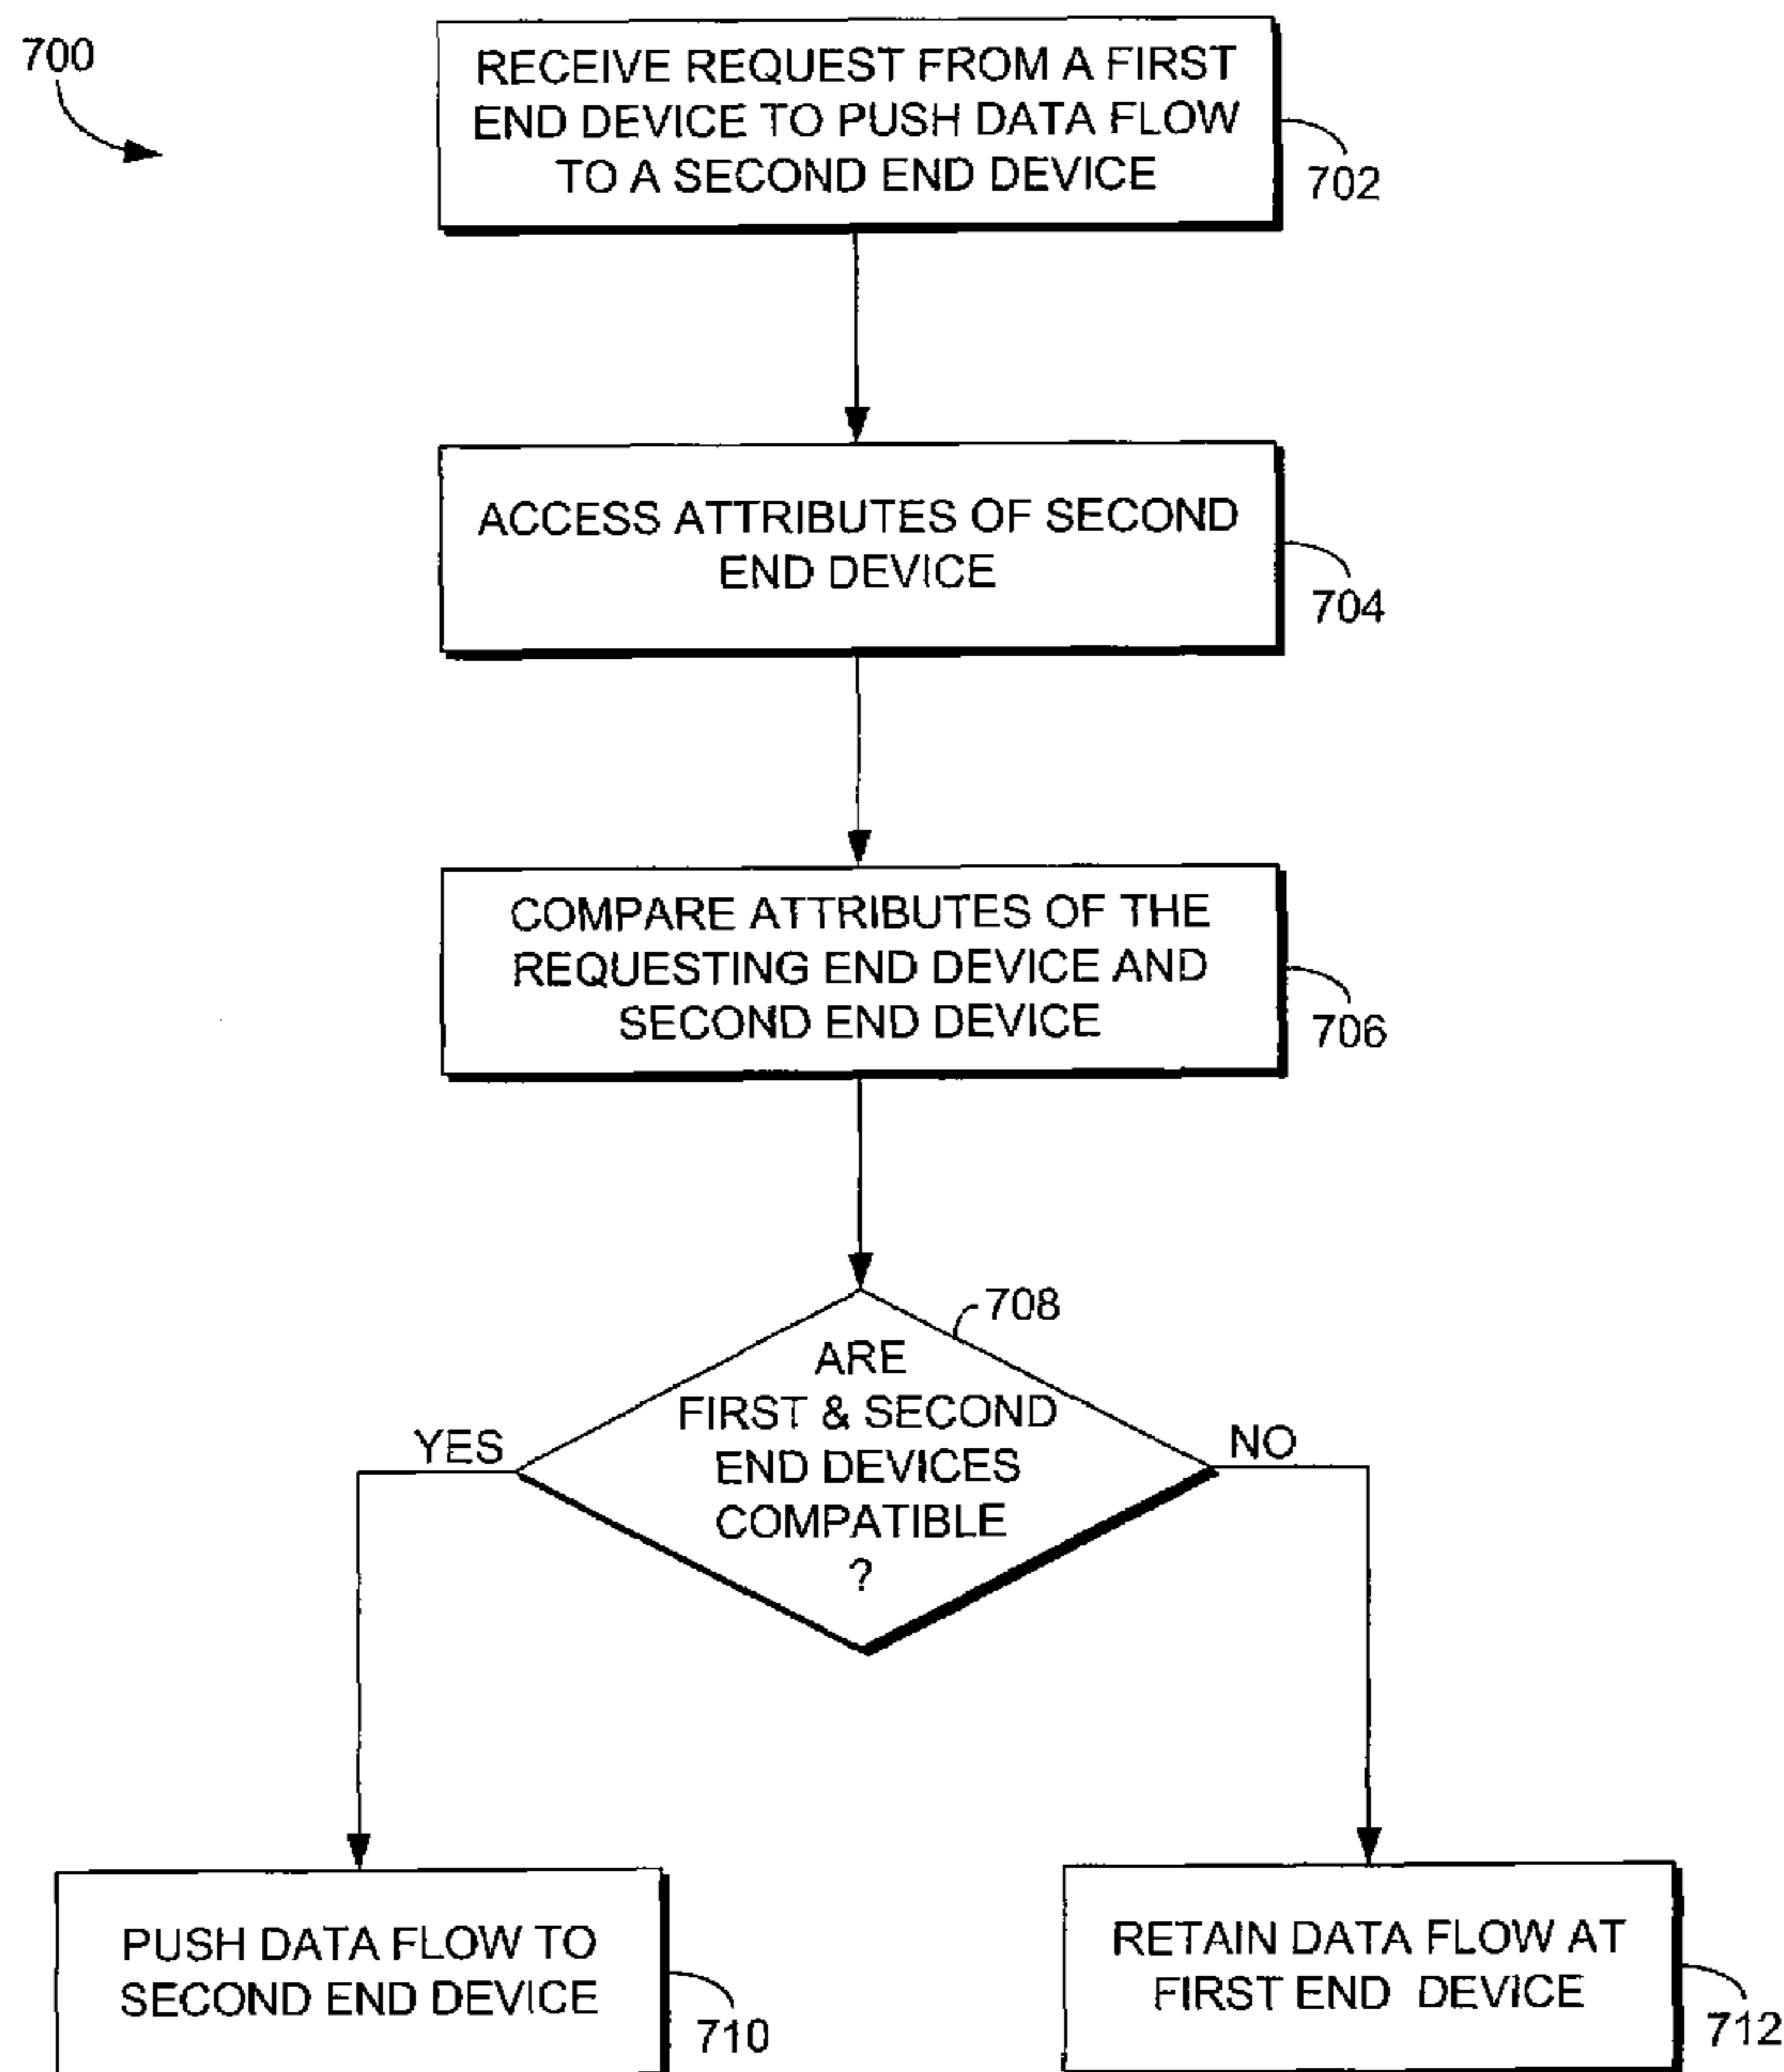 700
RECEIVE REQUEST FROM A FIRST
END DEVICE TO PUSH DATA FLOW
TO A SECOND END DEVICE
702
ACCESS ATTRIBUTES OF SECOND
END DEVICE
704
COMPARE ATTRIBUTES OF THE
REQUESTING END DEVICE AND
SECOND END DEVICE
706
708
ARE
FIRST & SECOND
END DEVICES
COMPATIBLE
?
YES
NO
PUSH DATA FLOW TO
SECOND END DEVICE
710
RETAIN DATA FLOW AT
FIRST END DEVICE
712